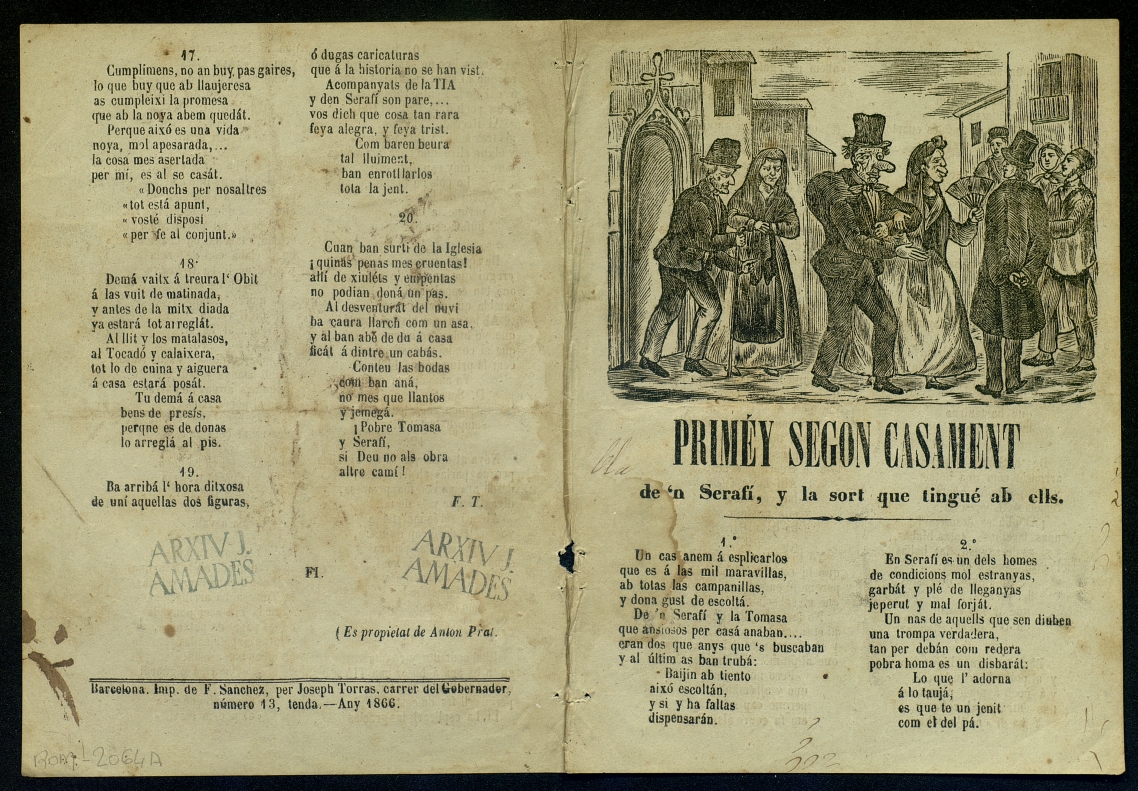 17.
Cumplimens, no an buy, pas gaires,
lo que buy que ab llaujeresa
as cumpleixi la promesa
que ab la noya abem quedát.
Perque aixó es una vida
noya, mol apesarada,...
la cosa mes asertada
per mí, es al se casát.
«Donchs per nosaltres
«tot está apunt,
« vosté disposi
« per fe al conjunt.»
18
Demá vaitx á treura l' Obit
á las vuit de matinada,
y antes de la mitx diada
ya estará tot arreglát.
Al llit y los matalasos,
al Tocadó y calaixera,
tot lo de cuina y aiguera
á casa estará posát.
Tu demá á casa
bens de presís,
perqne es de donas
lo arreglá al pis.
19.
Ba arribá l' hora ditxosa
de uní aquellas dos figuras,
ó dugas caricaturas
que á la historia no se han vist.
Acompanyats de la TIA
y den Serafí son pare,...
vos dich que cosa tan rara
feya alegra, y feya trist.
Com baren beura
tal lluiment,
ban enrotllarlos
tota la jent.
20.
Cuan ban surti de la Iglesia
¡quinas penas mes cruentas!
allí de xiuléts y empentas
no podian doná un pas.
Al desventurát del nuvi
ba caura llarch com un asa,
y al ban abé de du á casa
ficát á dintre un cabás.
Conteu las bodas
com ban aná,
no mes que llantos
y jemegá.
¡Pobre Tomasa
y Serafí,
si Deu no als obra
altre camí!
F. T.
ARXIV J.
AMADES
ARXIV J.
AMADES
FI.
(Es propietat de Anton Prat.
Barcelona. Imp. de F. Sanchez, per Joseph Torras, carrer del Gobernador,
número 13, tenda.—Any 1866.
ROM-2064A
PRIMÉY SEGON CASAMENT
de 'n Serafí, y la sort que tingué ab ells.
1.º
Un cas anem á esplicarlos
que es á las mil maravillas,
ab totas las campanillas,
y dona gust de escoltá.
De 'n Serafí y la Tomasa
que ansiosos per casá anaban....
eran dos que anys que 's buscaban
y al últim as ban trubá:
Baijin ab tiento
aixó escoltán,
y si y ha faltas
dispensarán.
2.º
En Serafí es un dels homes
de condicions mol estranyas,
garbát y plé de lleganyas
jeperut y mal forját.
Un nas de aquells que sen diuhen
una trompa verdadera,
tan per debán com redera
pobra homa es un disbarát:
Lo que l' adorna
á lo taujá,
es que te un jenit
com el del pá.